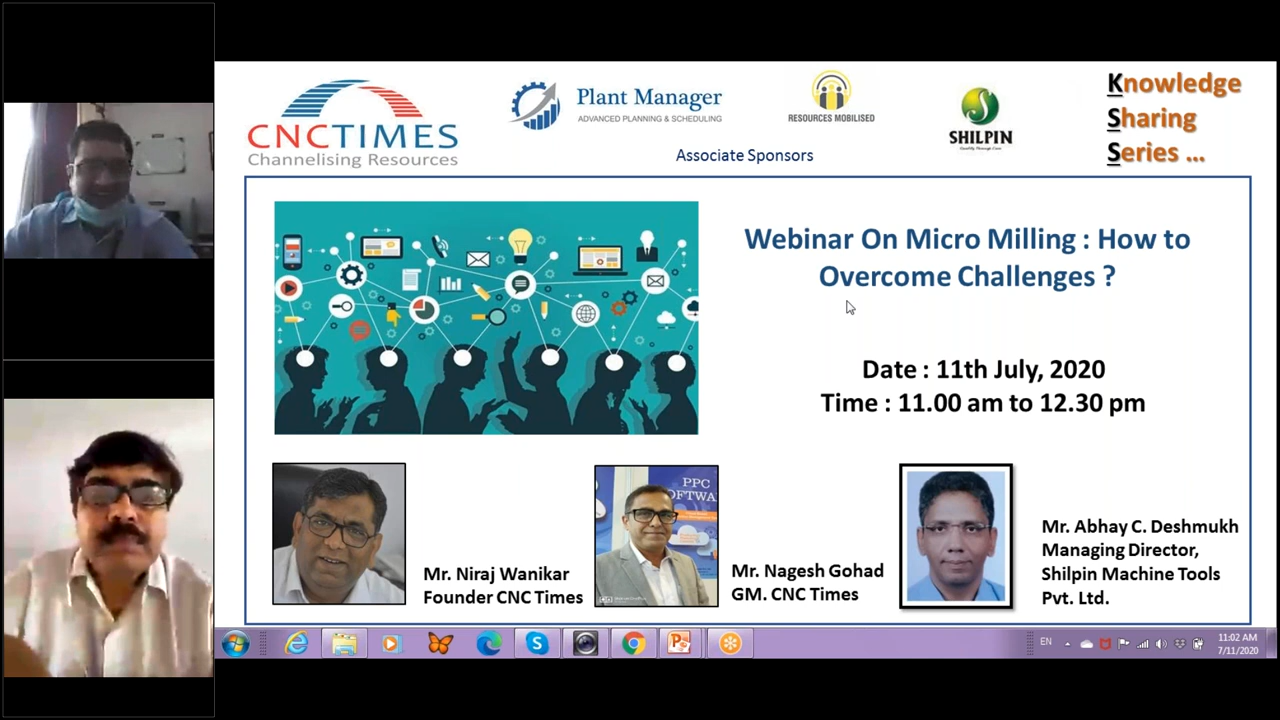 CNCTIMES
Channelising Resources
Plant Manager
ADVANCED PLANNING & SCHEDULING
RESOURCES MOBILISED
SHILPIN
Associate Sponsors
Knowledge
Sharing
Series ...
Webinar On Micro Milling : How to
Overcome Challenges ?
Date : 11th July, 2020
Time : 11.00 am to 12.30 pm
Mr. Niraj Wanikar
Founder CNC Times
PPC
OFTWA
Mr. Nagesh Gohad
GM. CNC Times
Mr. Abhay C. Deshmukh
Managing Director,
Shilpin Machine Tools
Pvt. Ltd.
EN
11:02 AM
7/11/2020